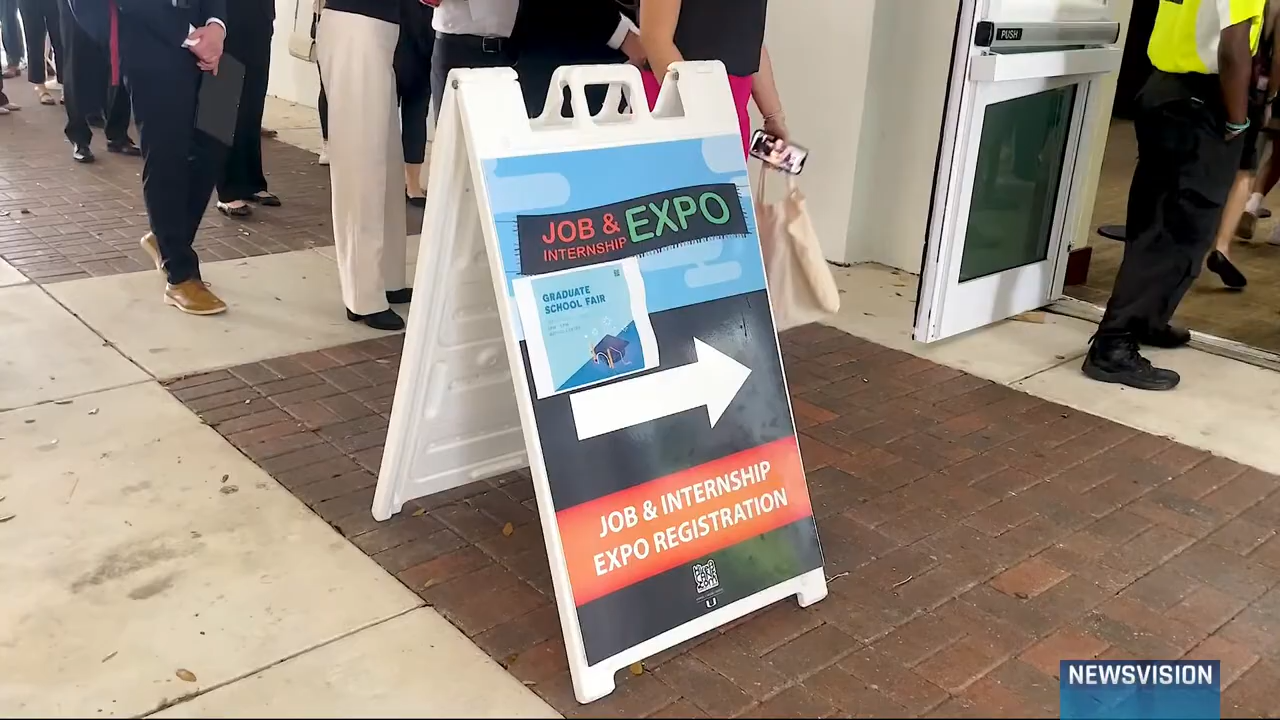 PUSH
JOB &
INTERNSHIP
EXPO
GRADUATE
SCHOOL FAIR
JOB & INTERNSHIP
EXPO REGISTRATION
U
NEWSVISION